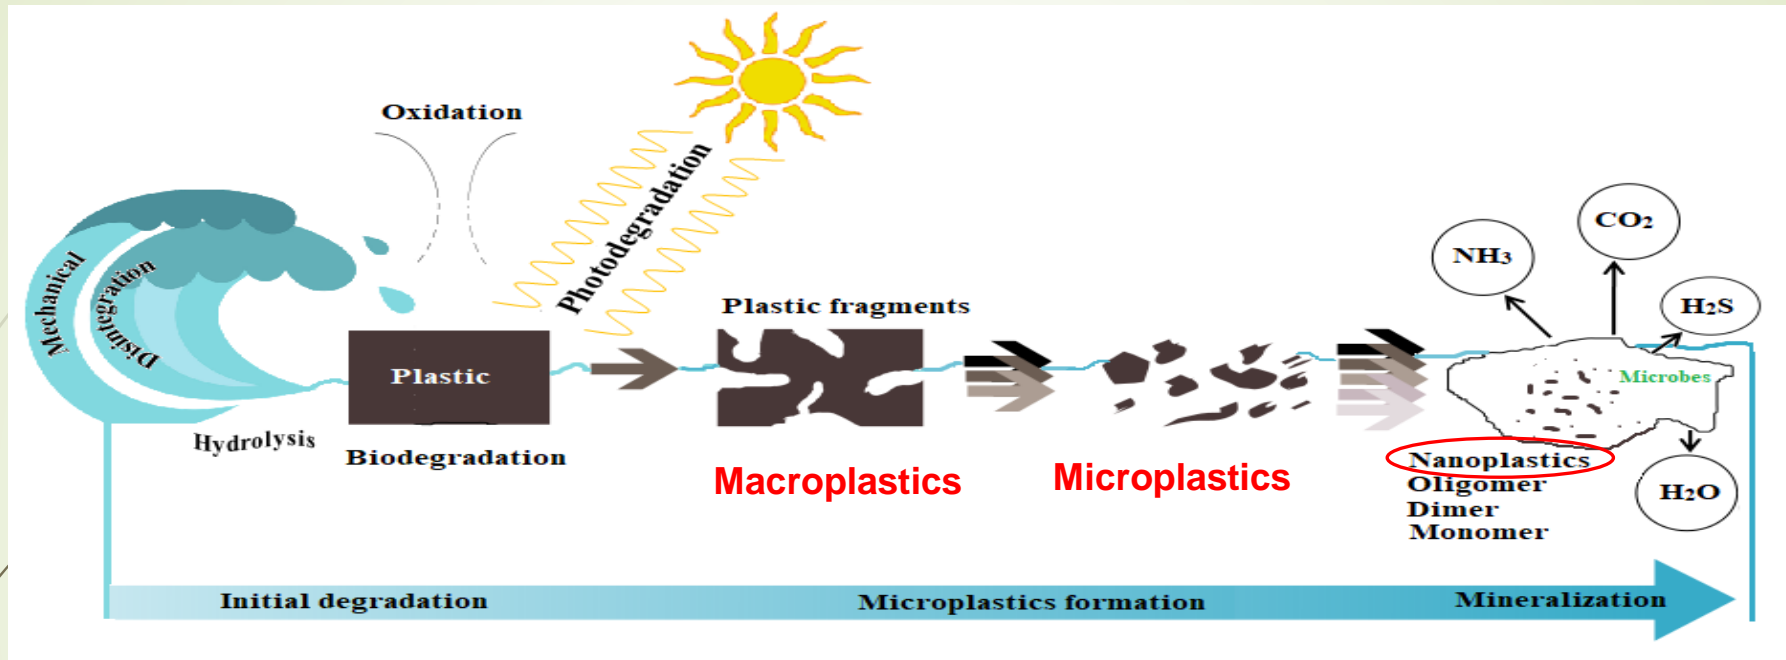 Oxidation
Photodegradation
Mechanical
Disintegration
Hydrolysis
Plastic
Biodegradation
Plastic fragments
Macroplastics
Microplastics
NH3
CO2
H2S
Microbes
H2O
Nanoplastics
Oligomer
Dimer
Monomer
Initial degradation
Microplastics formation
Mineralization